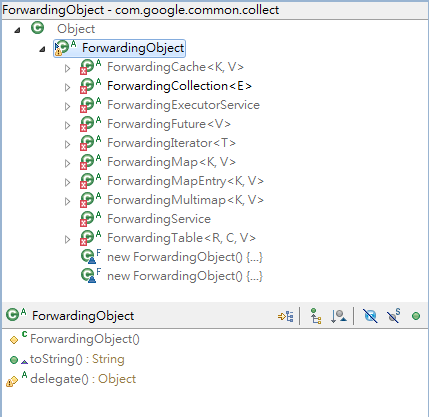 ForwardingObject - com.google.common.collect
Object
ForwardingObject
ForwardingCache<K, V>
ForwardingCollection<E>
ForwardingExecutorService
ForwardingFuture<V>
ForwardingIterator<T>
ForwardingMap<K, V>
ForwardingMapEntry<K, V>
ForwardingMultimap<K, V>
ForwardingService
ForwardingTable<R, C, V>
new ForwardingObject() {...}
new ForwardingObject() {...}
ForwardingObject
ForwardingObject()
toString() : String
delegate() : Object